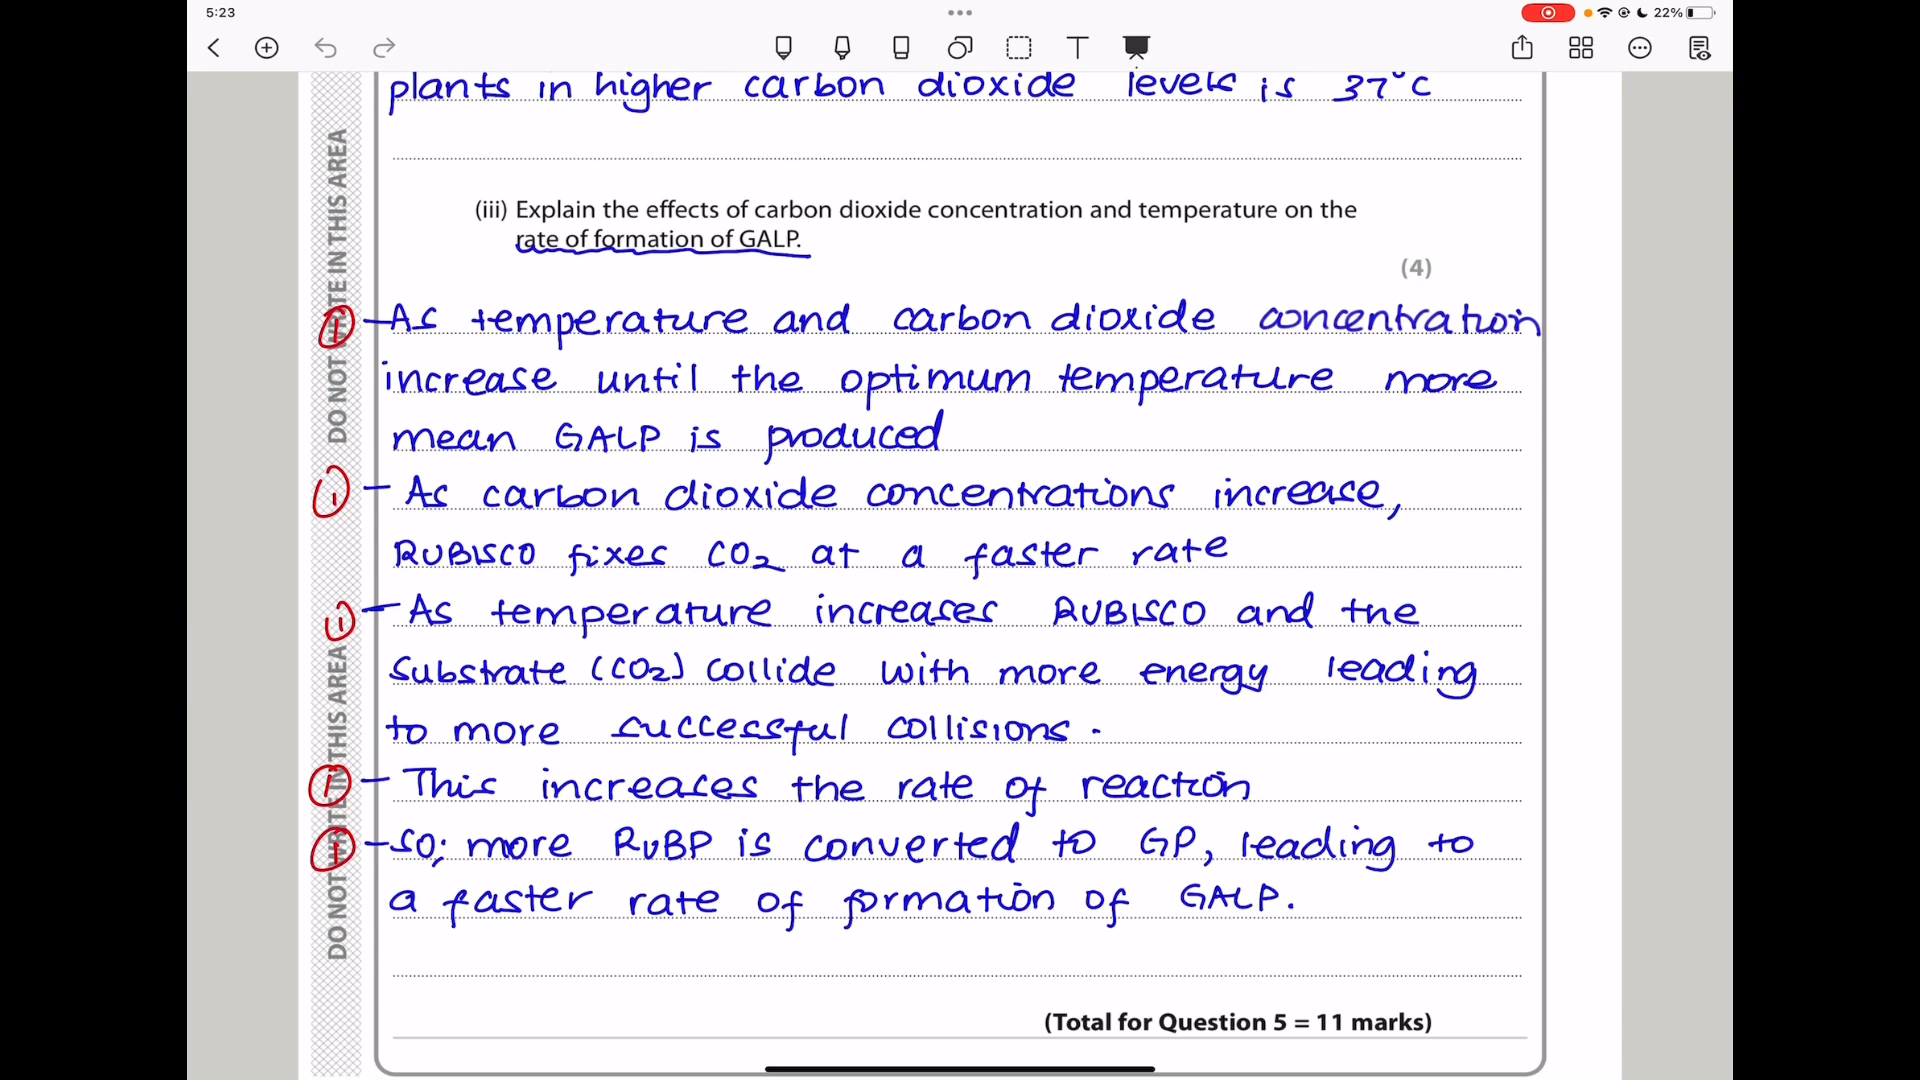 5:23
22%
plants in higher carbon dioxide levels is 37°C
(iii) Explain the effects of carbon dioxide concentration and temperature on the
rate of formation of GALP.
(4)
① -As temperature and carbon dioxide concentration
increase until the optimum temperature more
mean GALP is produced
① - As carbon dioxide concentrations increase,
RUBISCO fixes CO2 at a faster rate
① - As temperature increases RUBISCO and the
substrate (CO2) collide with more energy leading
to more successful collisions.
① - This increases the rate of reaction
① -so; more RuBP is converted to GP, leading to
a faster rate of formation of GALP.
(Total for Question 5 = 11 marks)
DO NOT WRITE IN THIS AREA
DO NOT WRITE IN THIS AREA